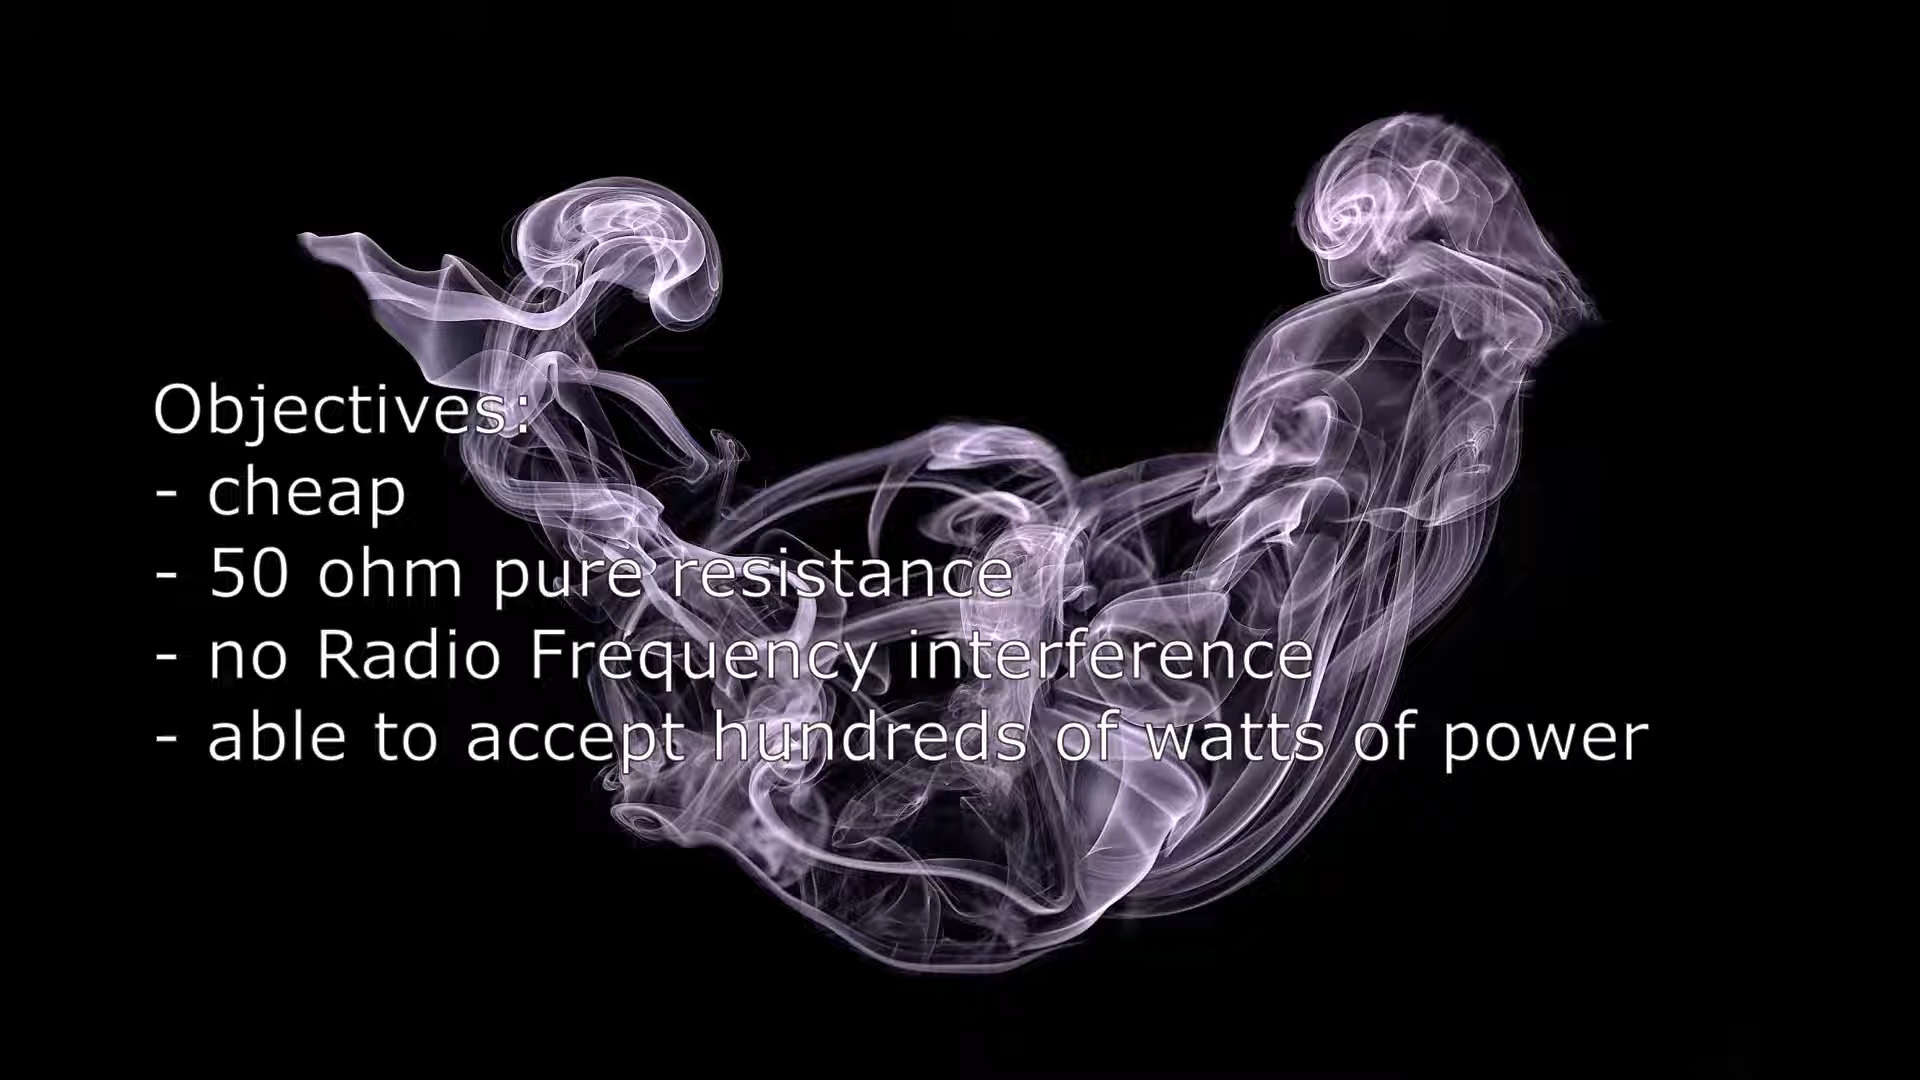 Objectives:
- cheap
- 50 ohm pure resistance
- no Radio Frequency interference
- able to accept hundreds of watts of power